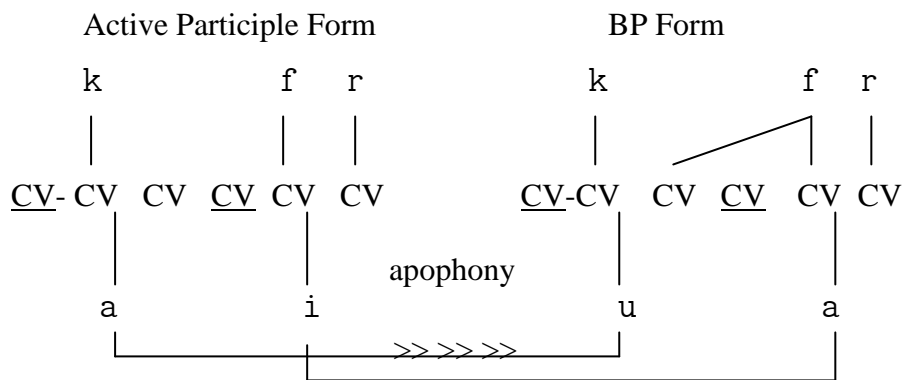 Active Participle Form BP Form
k f r k f r
CV- CV CV CV CV CV CV-CV CV CV CV CV
apophony
a i u a
>> >> >>